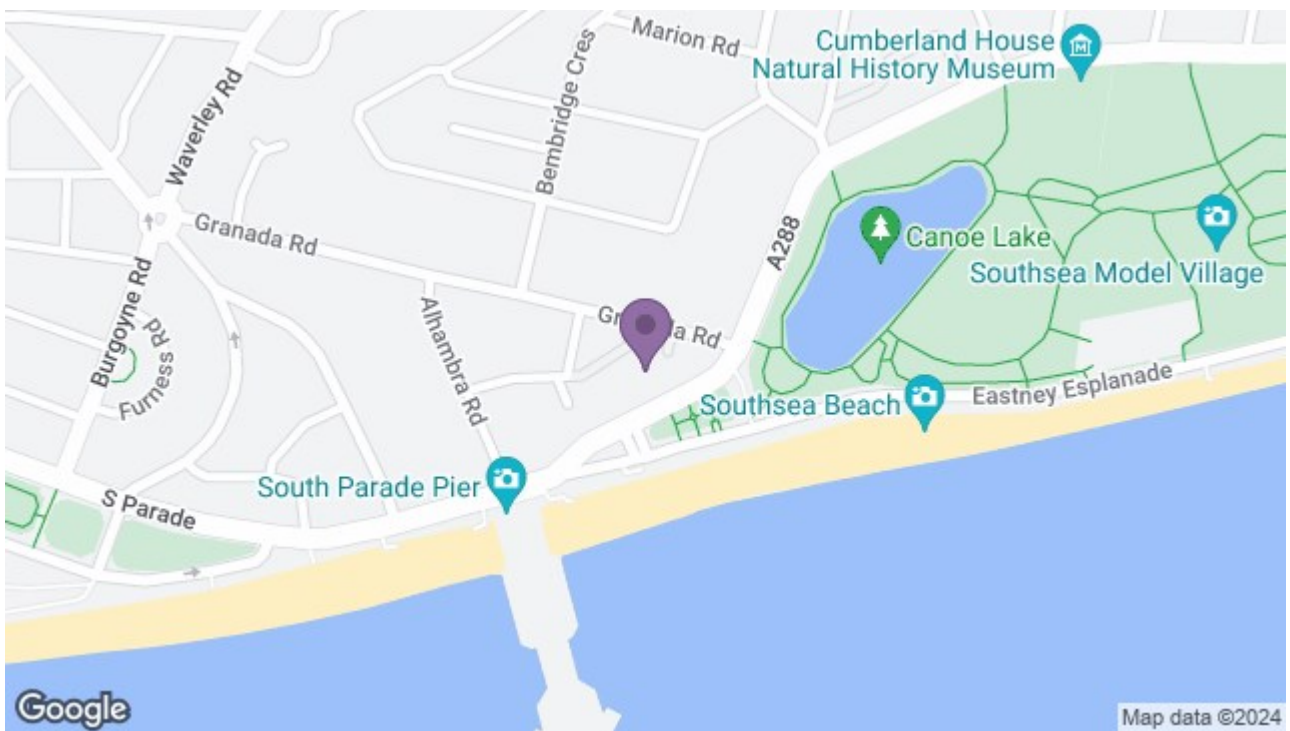 Marion Rd
Cumberland House
Natural History Museum
Bembridge Cres
Waverley Rd
Granada Rd
A288
Canoe Lake
Southsea Model Village
Burgoyne Rd
Furness Rd
Alhambra Rd
Rd
Eastney Esplanade
Southsea Beach
South Parade Pier
S Parade
Google
Map data ©2024